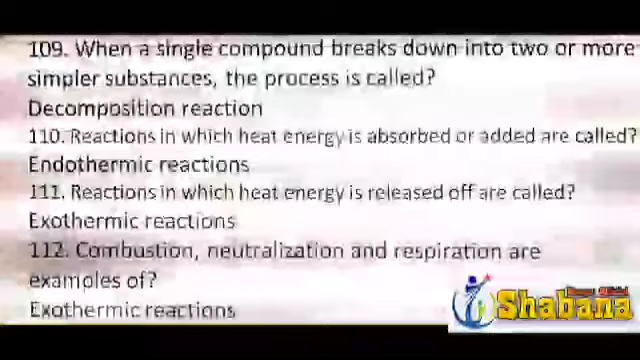 109. When a single compound breaks down into two or more
simpler substances, the process is called?
Decomposition reaction
110. Reactions in which heat energy is absorbed or added are called?
Endothermic reactions
111. Reactions in which heat energy is released off are called?
Exothermic reactions
112. Combustion, neutralization and respiration are
examples of?
Exothermic reactions
Shabana